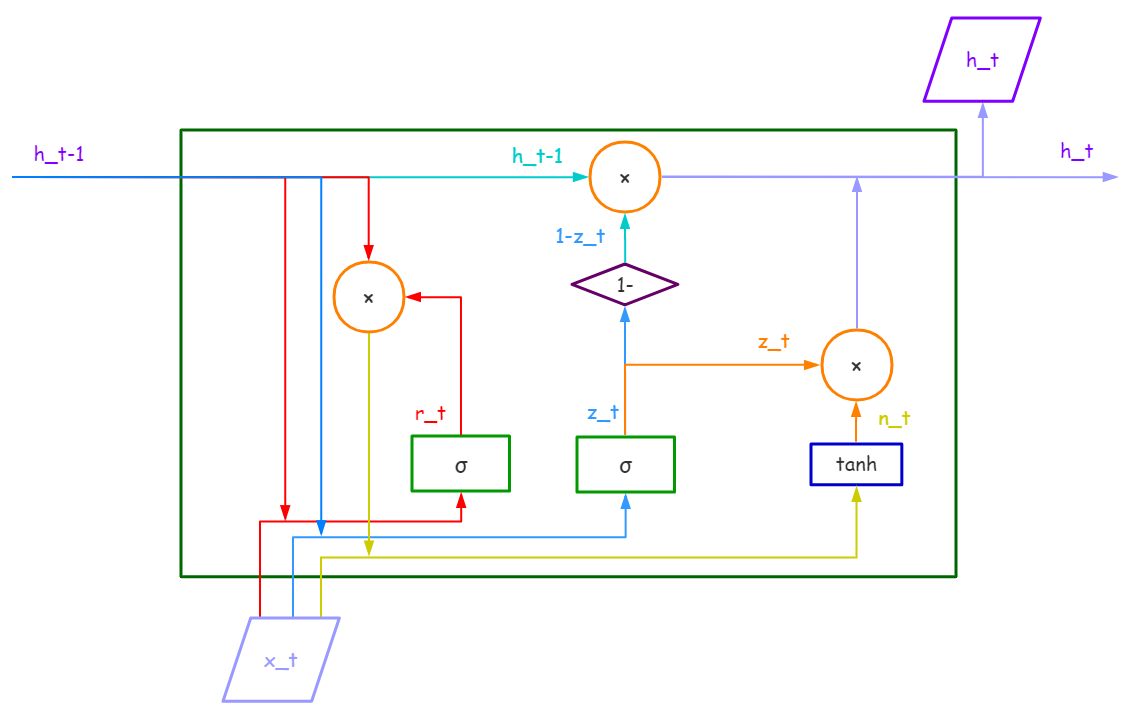 h_t
h_t-1
h_t-1
×
h_t
1-z_t
1-
×
z_t
×
r_t
z_t
n_t
σ
σ
tanh
x_t